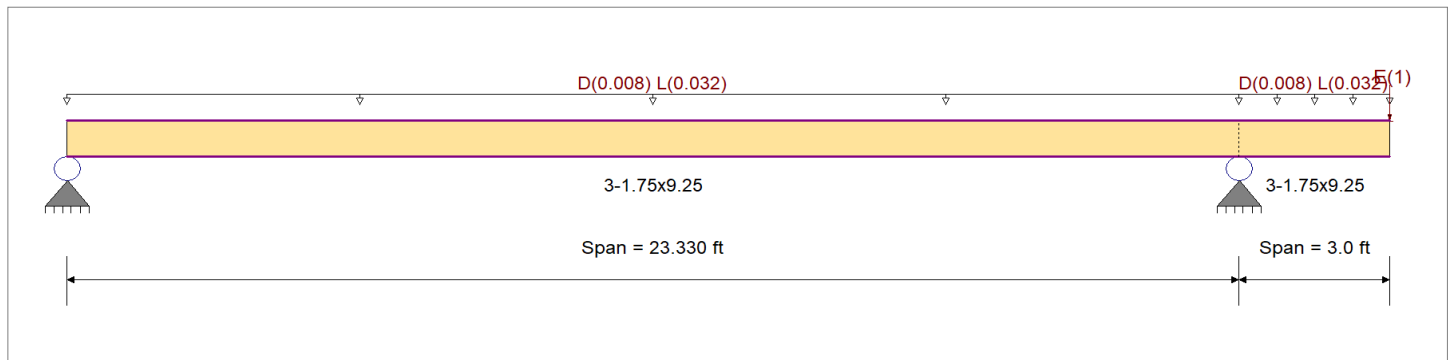 D(0.008) L(0.032)
D(0.008) L(0.032)
E(1)
3-1.75x9.25
3-1.75x9.25
Span = 23.330 ft
Span = 3.0 ft